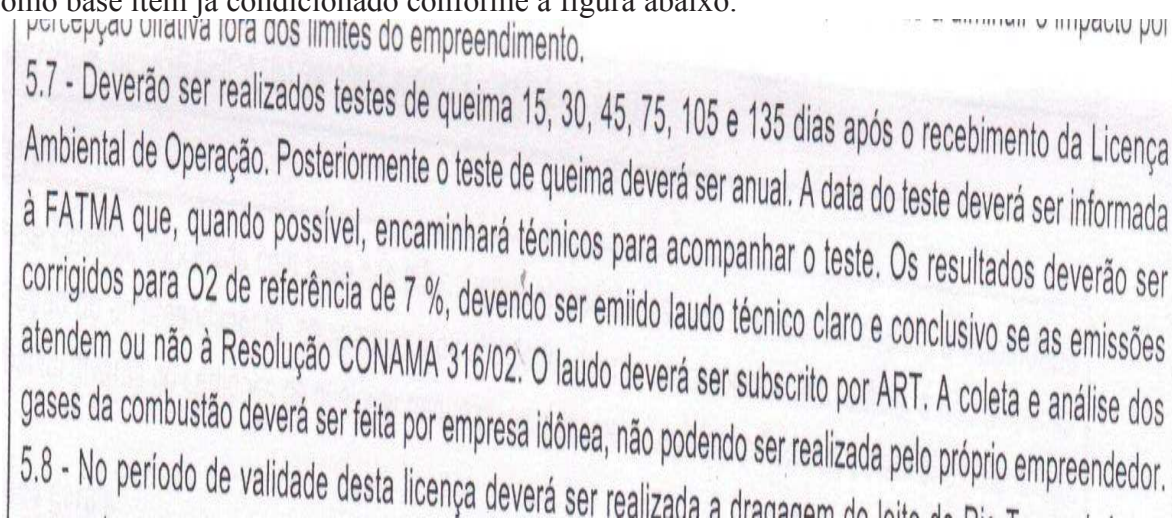 omo base item já condicionado conforme a figura abaixo.
percepção olfativa fora dos limites do empreendimento. a diminuir o impacto por
5.7 - Deverão ser realizados testes de queima 15, 30, 45, 75, 105 e 135 dias após o recebimento da Licença
Ambiental de Operação. Posteriormente o teste de queima deverá ser anual. A data do teste deverá ser informada
à FATMA que, quando possível, encaminhará técnicos para acompanhar o teste. Os resultados deverão ser
corrigidos para O2 de referência de 7 %, devendo ser emiido laudo técnico claro e conclusivo se as emissões
atendem ou não à Resolução CONAMA 316/02. O laudo deverá ser subscrito por ART. A coleta e análise dos
gases da combustão deverá ser feita por empresa idônea, não podendo ser realizada pelo próprio empreendedor.
5.8 - No período de validade desta licença deverá ser realizada a dragagem do leito do Rio